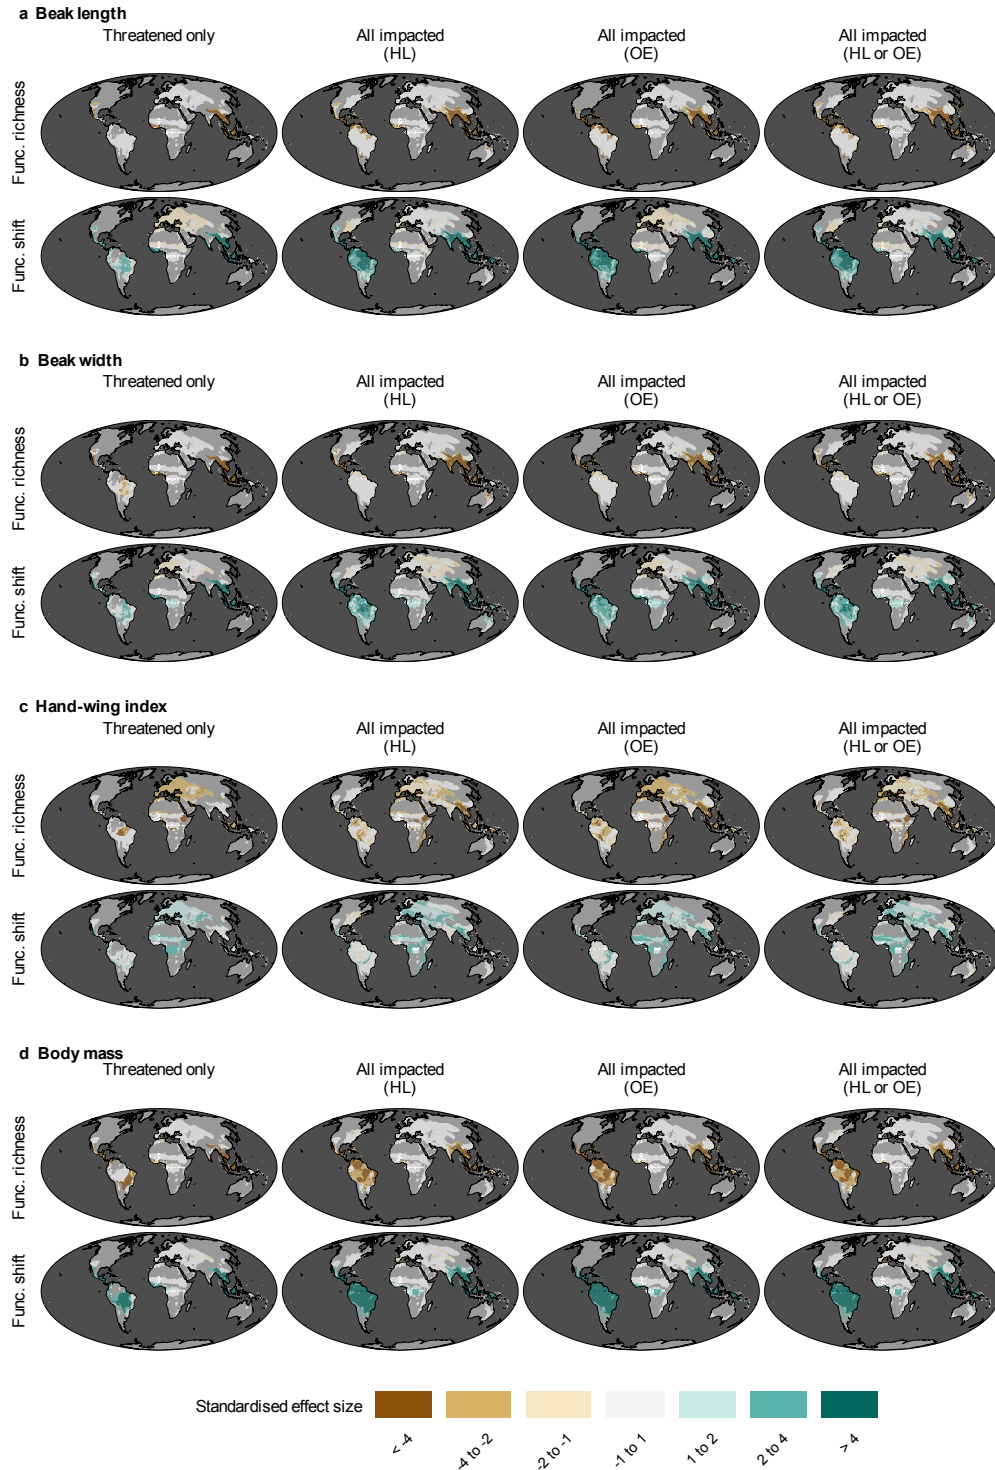 a Beak length
Threatened only
All impacted
(HL)
All impacted
(OE)
All impacted
(HL or OE)
Func. richness
Func. shift
b Beak width
Threatened only
All impacted
(HL)
All impacted
(OE)
All impacted
(HL or OE)
Func. richness
Func. shift
c Hand-wing index
Threatened only
All impacted
(HL)
All impacted
(OE)
All impacted
(HL or OE)
Func. richness
Func. shift
d Body mass
Threatened only
All impacted
(HL)
All impacted
(OE)
All impacted
(HL or OE)
Func. richness
Func. shift
Standardised effect size
< -4
-4 to -2
-2 to -1
-1 to 1
1 to 2
2 to 4
> 4